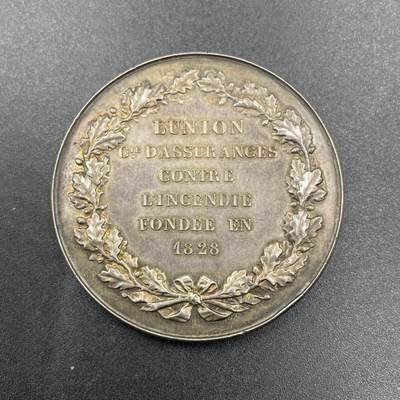 L'UNION
CIE D'ASSURANCES
CONTRE
L'INCENDIE
FONDÉE EN
1828